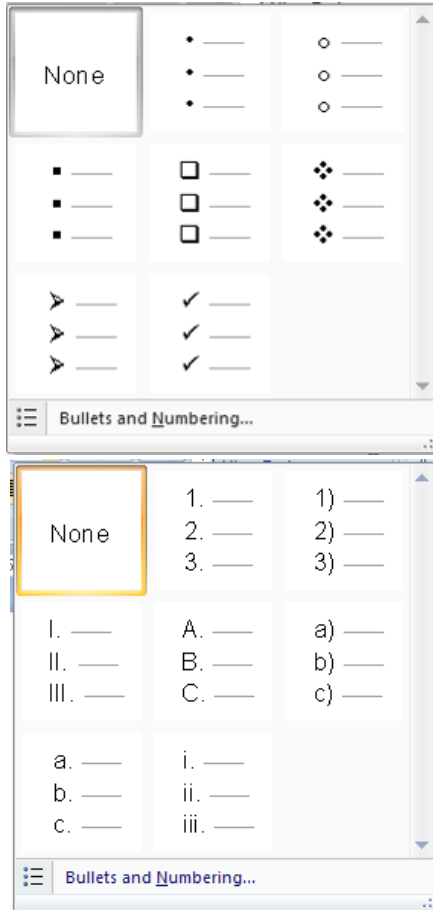 None
•
•
•
○
○
○
■
■
■
❑
❑
❑
❖
❖
❖
➢
➢
➢
✓
✓
✓
Bullets and Numbering...
None
1.
2.
3.
1)
2)
3)
I.
II.
III.
A.
B.
C.
a)
b)
c)
a.
b.
c.
i.
ii.
iii.
Bullets and Numbering...